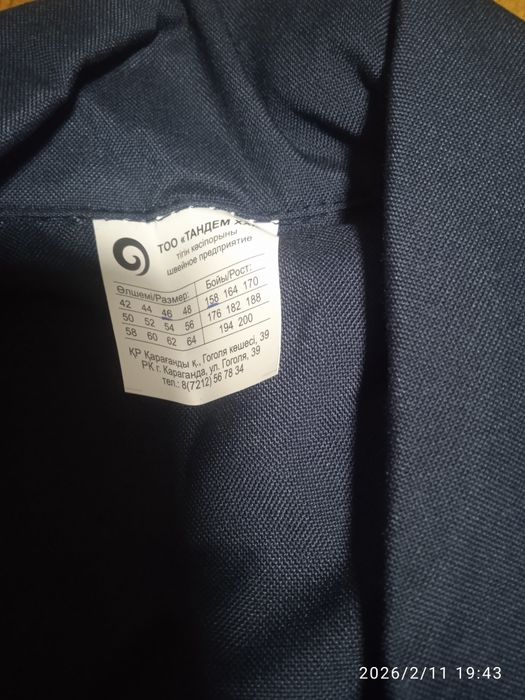 ТОО «ТАНДЕМ
тігін кәсіпорыны
швейное предприятие
Өлшемі/Размер: Бойы/Рост:
42 44 46 48 158 164 170
50 52 54 56 176 182 188
58 60 62 64 194 200
ҚР Қарағанды қ., Гоголя көшесі, 39
РК г. Караганда, ул. Гоголя, 39
тел.: 8(7212) 56 78 34
2026/2/11 19:43